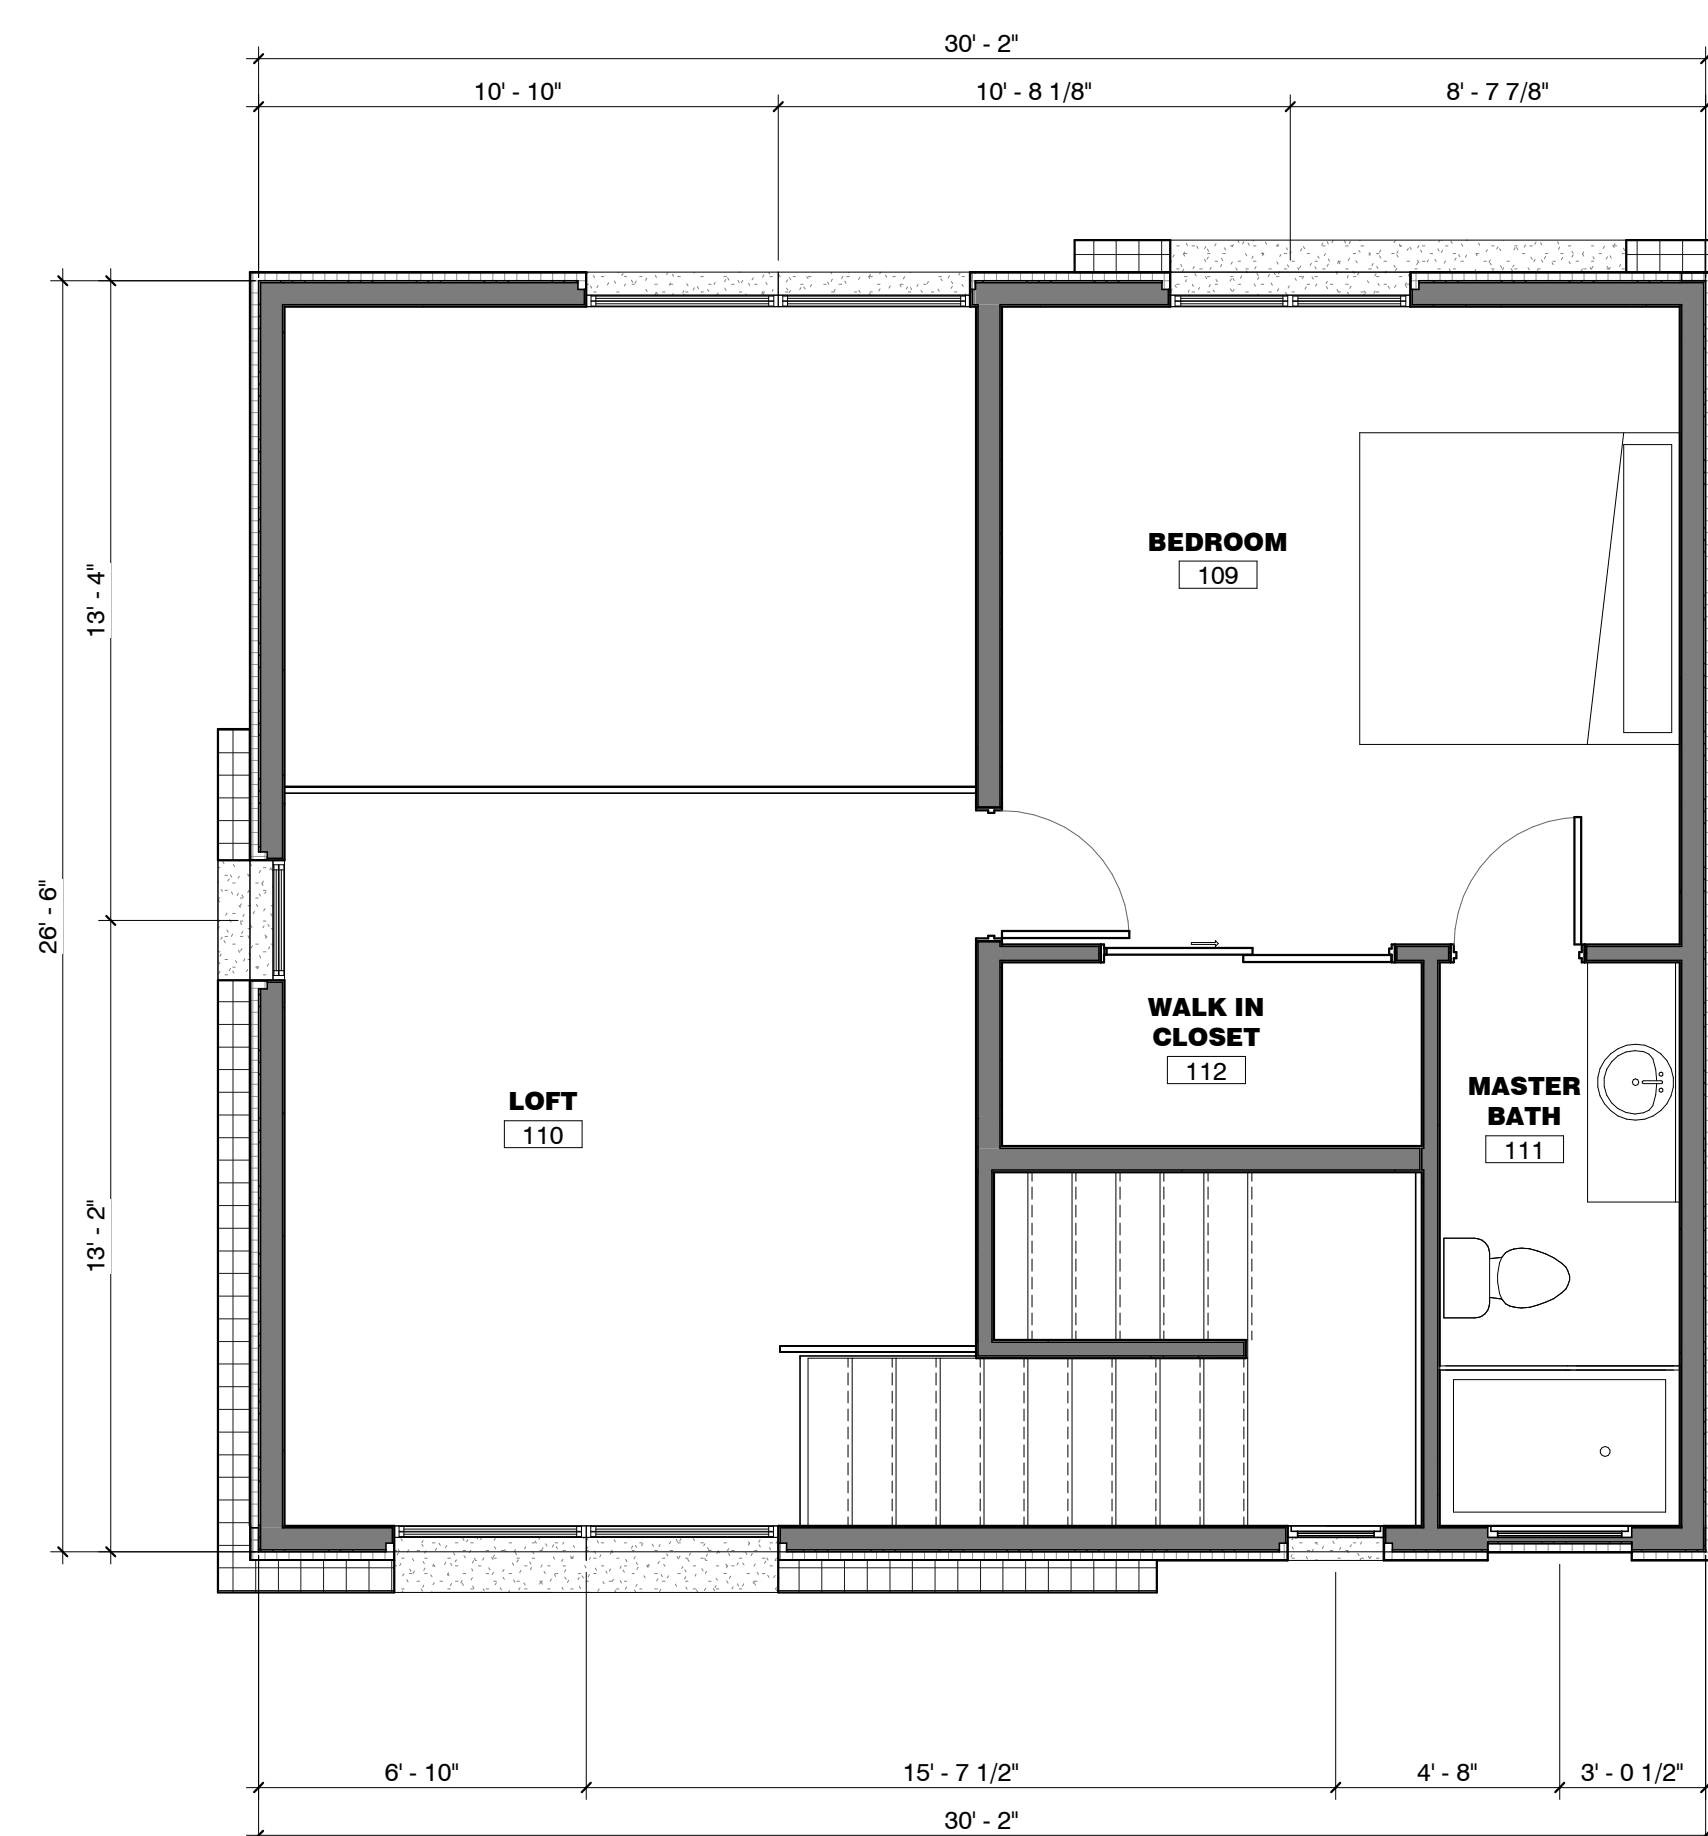 30' - 2"
10' - 10"
10' - 8 1/8"
8' - 7 7/8"
13' - 4"
26' - 6"
13' - 2"
BEDROOM
109
WALK IN
CLOSET
112
MASTER
BATH
111
LOFT
110
6' - 10"
15' - 7 1/2"
4' - 8"
3' - 0 1/2"
30' - 2"